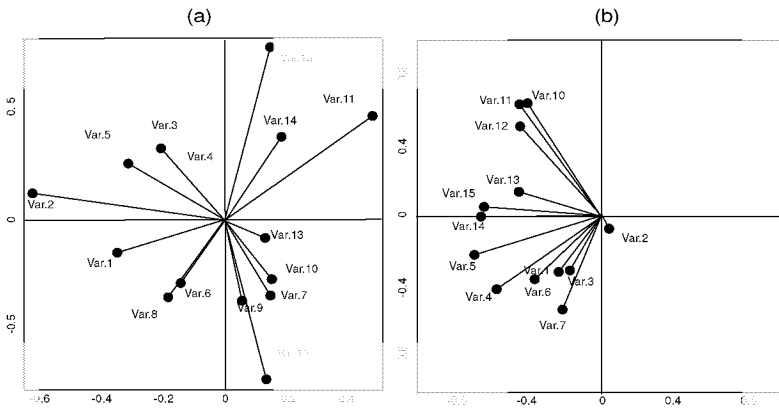 (a)
(b)
Var.11
Var.14
Var.3
Var.5
Var.4
Var.2
Var.13
Var.1
Var.10
Var.6
Var.7
Var.9
Var.8
0.5
0
-0.5
-0.6
-0.4
-0.2
0
Var.11
Var.10
Var.12
Var.13
Var.15
Var.14
Var.2
Var.5
Var.1
Var.3
Var.4
Var.6
Var.7
0.4
0
-0.4
-0.4
0
0.4